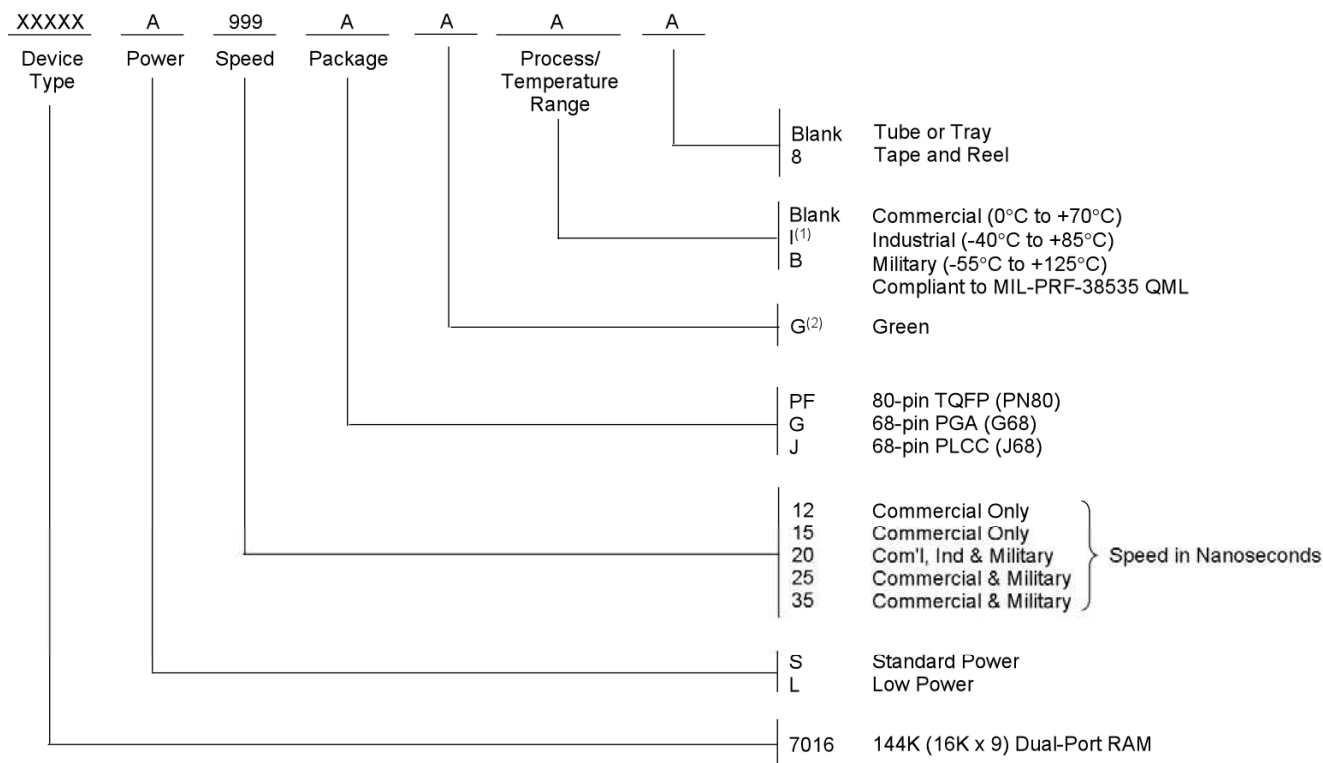 XXXXX A 999 A A A A
Device Type Power Speed Package Process/ Temperature Range
Blank Tube or Tray
8 Tape and Reel
Blank Commercial (0°C to +70°C)
I(1) Industrial (-40°C to +85°C)
B Military (-55°C to +125°C)
Compliant to MIL-PRF-38535 QML
G(2) Green
PF 80-pin TQFP (PN80)
G 68-pin PGA (G68)
J 68-pin PLCC (J68)
12 Commercial Only
15 Commercial Only
20 Com'l, Ind & Military
25 Commercial & Military
35 Commercial & Military
Speed in Nanoseconds
S Standard Power
L Low Power
7016 144K (16K x 9) Dual-Port RAM